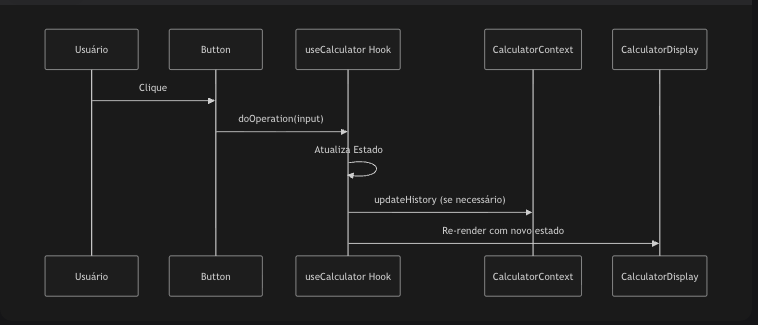 Usuário
Button
useCalculator Hook
CalculatorContext
CalculatorDisplay
Clique
doOperation(input)
Atualiza Estado
updateHistory (se necessário)
Re-render com novo estado
Usuário
Button
useCalculator Hook
CalculatorContext
CalculatorDisplay